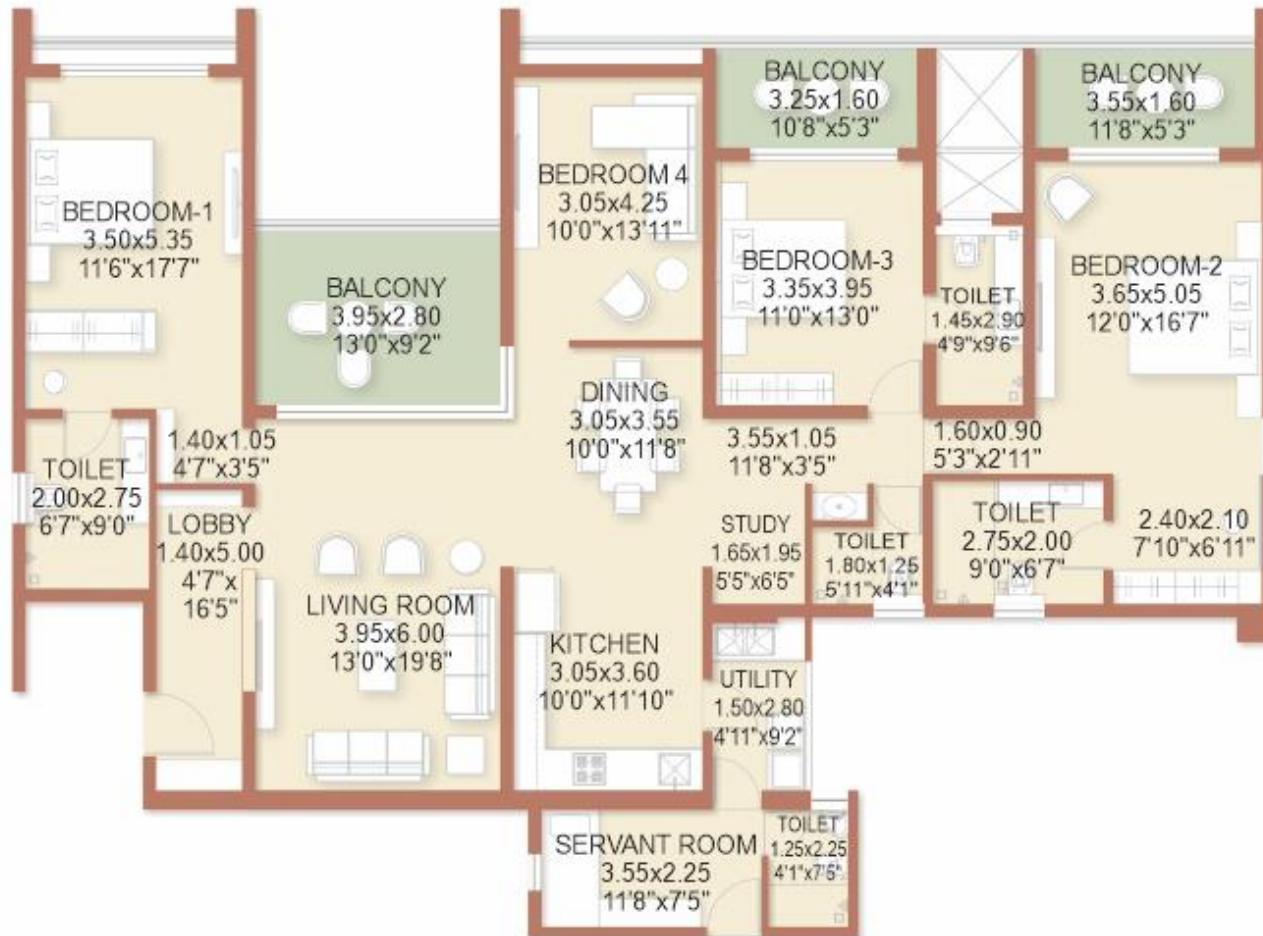 BEDROOM-1
3.50x5.35
11'6"x17'7"
BALCONY
3.95x2.80
13'0"x9'2"
BEDROOM 4
3.05x4.25
10'0"x13'11"
BALCONY
3.25x1.60
10'8"x5'3"
BALCONY
3.55x1.60
11'8"x5'3"
BEDROOM-3
3.35x3.95
11'0"x13'0"
TOILET
1.45x2.90
4'9"x9'6"
BEDROOM-2
3.65x5.05
12'0"x16'7"
DINING
3.05x3.55
10'0"x11'8"
1.40x1.05
4'7"x3'5"
3.55x1.05
11'8"x3'5"
1.60x0.90
5'3"x2'11"
TOILET
2.00x2.75
6'7"x9'0"
LOBBY
1.40x5.00
4'7"x
16'5"
STUDY
1.65x1.95
5'5"x6'5"
TOILET
1.80x1.25
5'11"x4'1"
TOILET
2.75x2.00
9'0"x6'7"
2.40x2.10
7'10"x6'11"
LIVING ROOM
3.95x6.00
13'0"x19'8"
KITCHEN
3.05x3.60
10'0"x11'10"
UTILITY
1.50x2.80
4'11"x9'2"
SERVANT ROOM
3.55x2.25
11'8"x7'5"
TOILET
1.25x2.25
4'1"x7'5"